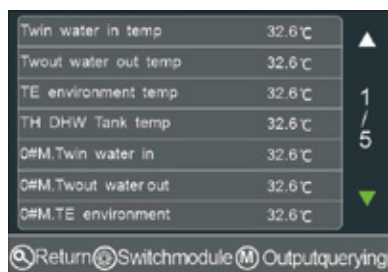 Twin water in temp 32.6℃
Twout water out temp 32.6℃
TE environment temp 32.6℃
TH DHW Tank temp 32.6℃
0#M.Twin water in 32.6℃
0#M.Twout water out 32.6℃
0#M.TE environment 32.6℃
1
/
5
Return Switchmodule M Outputquerying